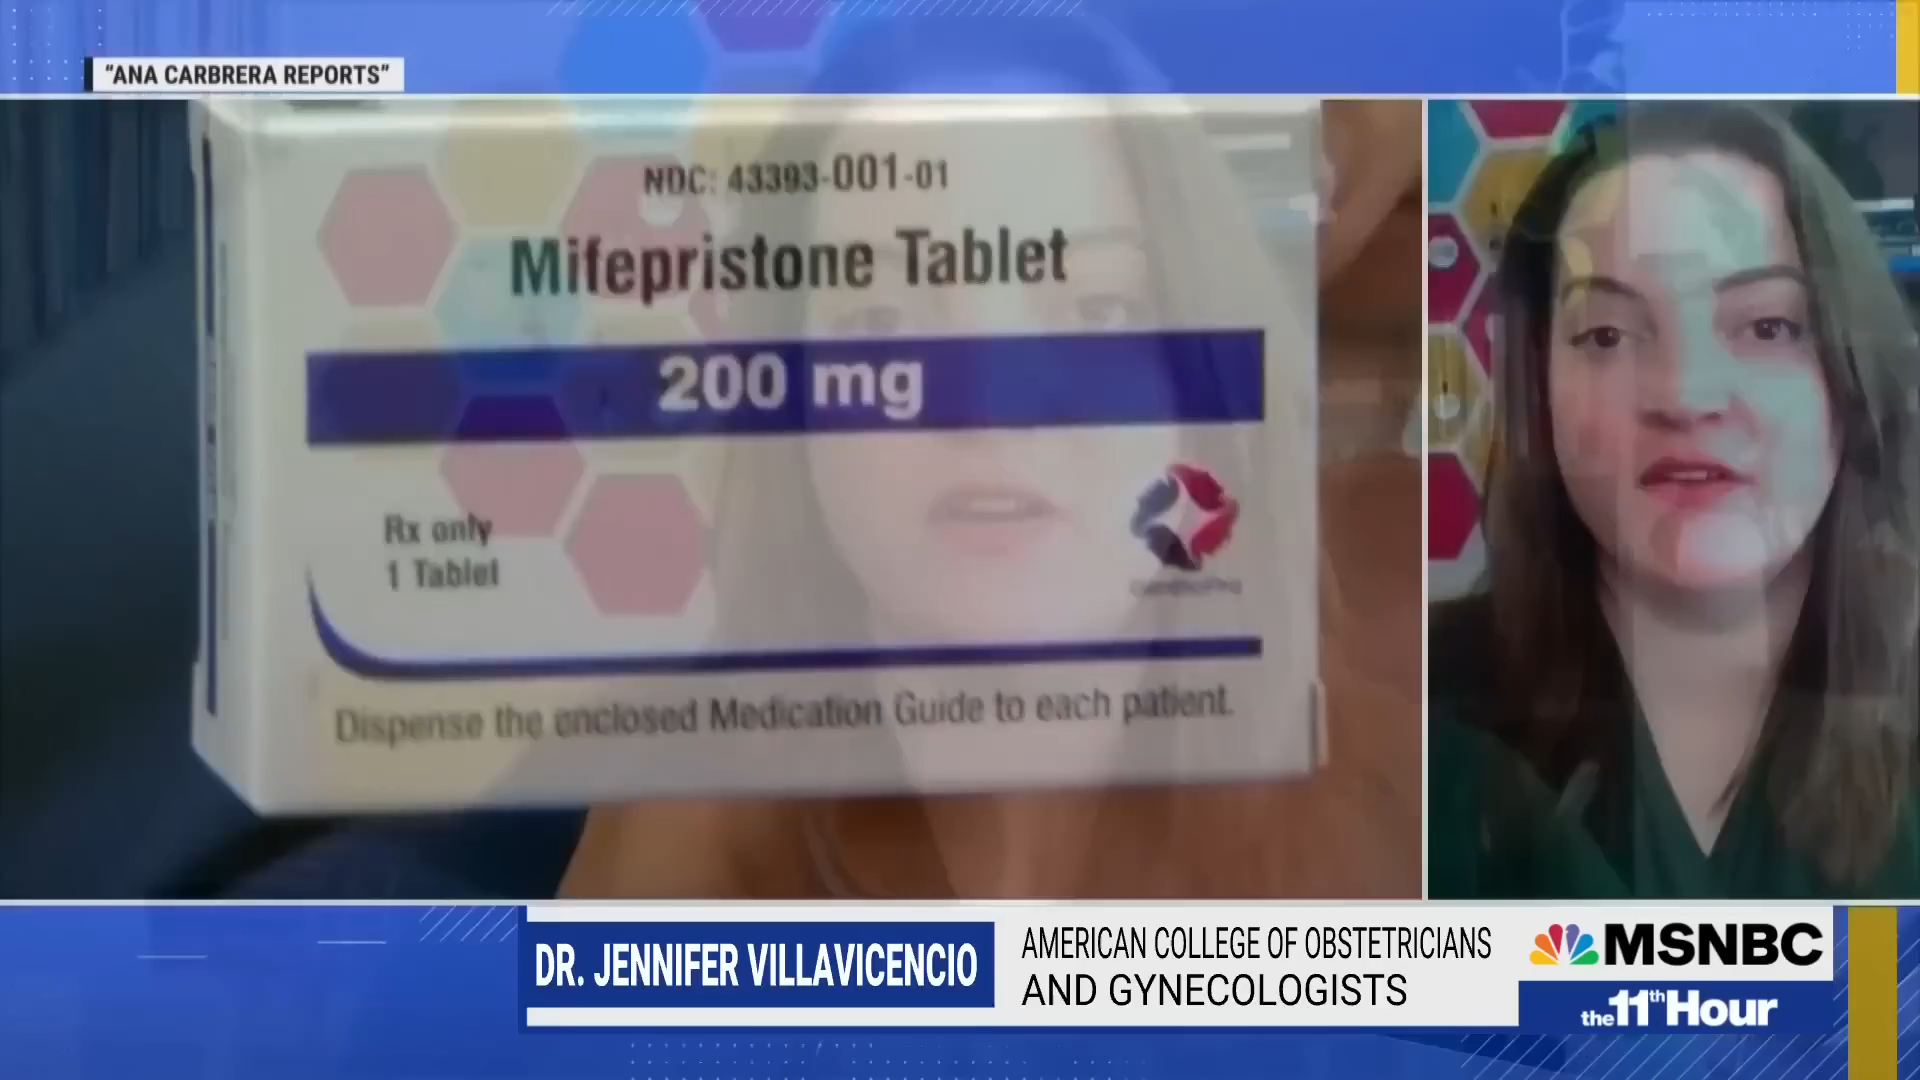 "ANA CARBRERA REPORTS"
NDC: 43393-001-01
Mifepristone Tablet
200 mg
Rx only
1 Tablet
Dispense the enclosed Medication Guide to each patient.
DR. JENNIFER VILLAVICENCIO
AMERICAN COLLEGE OF OBSTETRICIANS
AND GYNECOLOGISTS
MSNBC
the 11th Hour